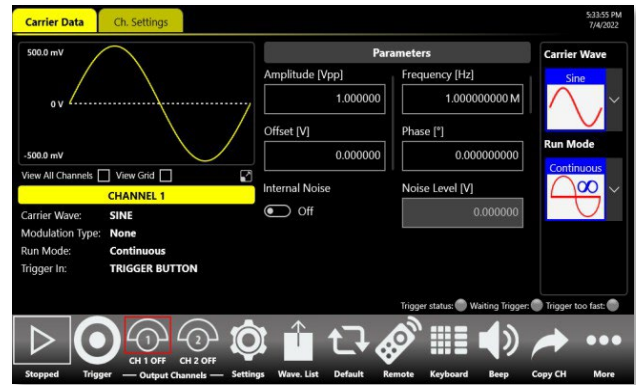 Carrier Data
Ch. Settings
5:33:55 PM
7/4/2022
500.0 mV
0 V
-500.0 mV
View All Channels
View Grid
CHANNEL 1
Carrier Wave: SINE
Modulation Type: None
Run Mode: Continuous
Trigger In: TRIGGER BUTTON
Parameters
Amplitude [Vpp]
1.000000
Frequency [Hz]
1.000000000 M
Offset [V]
0.000000
Phase [°]
0.000000000
Internal Noise
Off
Noise Level [V]
0.000000
Carrier Wave
Sine
Run Mode
Continuous
Trigger status: Waiting Trigger: Trigger too fast:
1
2
CH 1 OFF
CH 2 OFF
Stopped
Trigger
Output Channels
Settings
Wave. List
Default
Remote
Keyboard
Beep
Copy CH
More